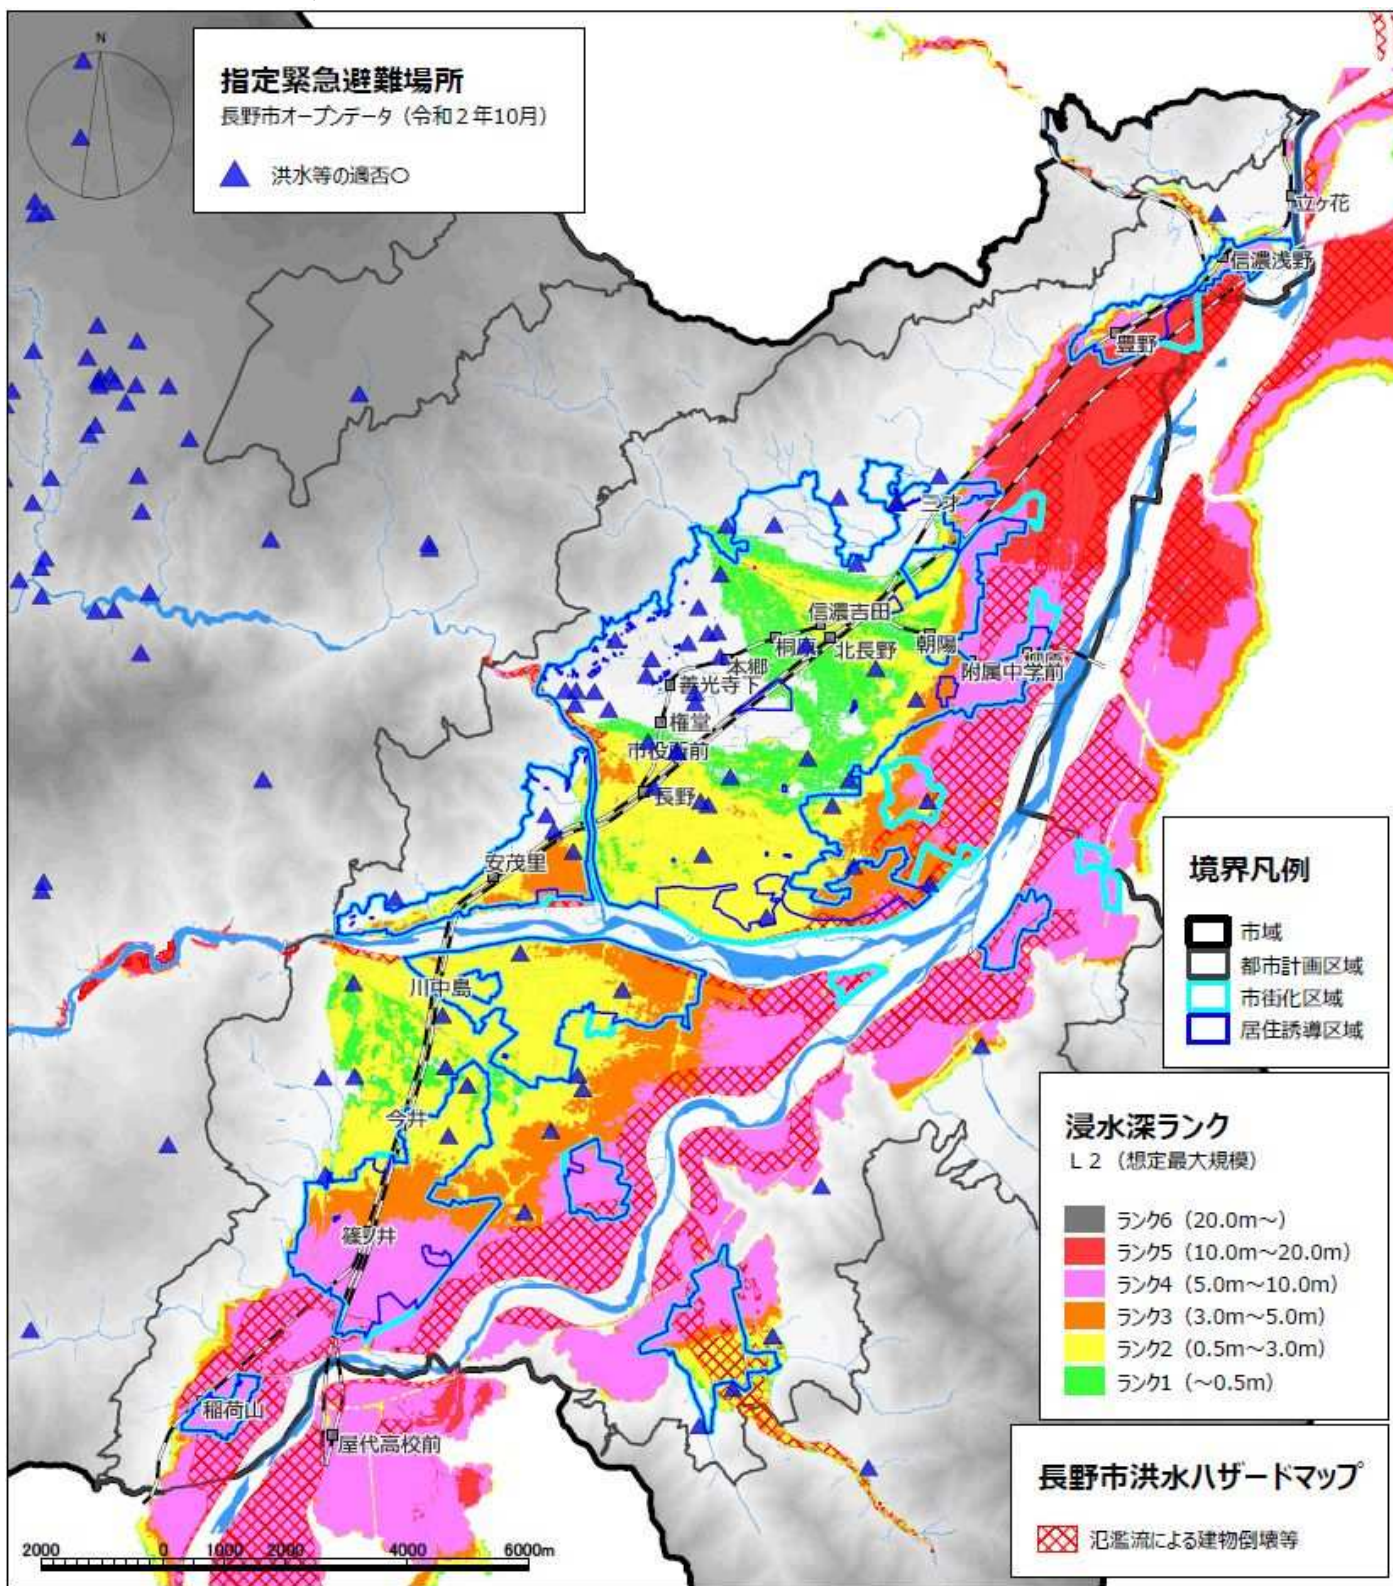 N
指定緊急避難場所
長野市オープンデータ（令和２年10月）
洪水等の適否〇
立ヶ花
信濃浅野
豊野
三才
信濃吉田
朝陽
桐原
北長野
本郷
附属中学前
善光寺下
権堂
市役所前
長野
安茂里
川中島
今井
篠ノ井
稲荷山
屋代高校前
境界凡例
市域
都市計画区域
市街化区域
居住誘導区域
浸水深ランク
Ｌ２（想定最大規模）
ランク6（20.0m～）
ランク5（10.0m～20.0m）
ランク4（5.0m～10.0m）
ランク3（3.0m～5.0m）
ランク2（0.5m～3.0m）
ランク1（～0.5m）
長野市洪水ハザードマップ
氾濫流による建物倒壊等
2000 0 1000 2000 4000 6000m